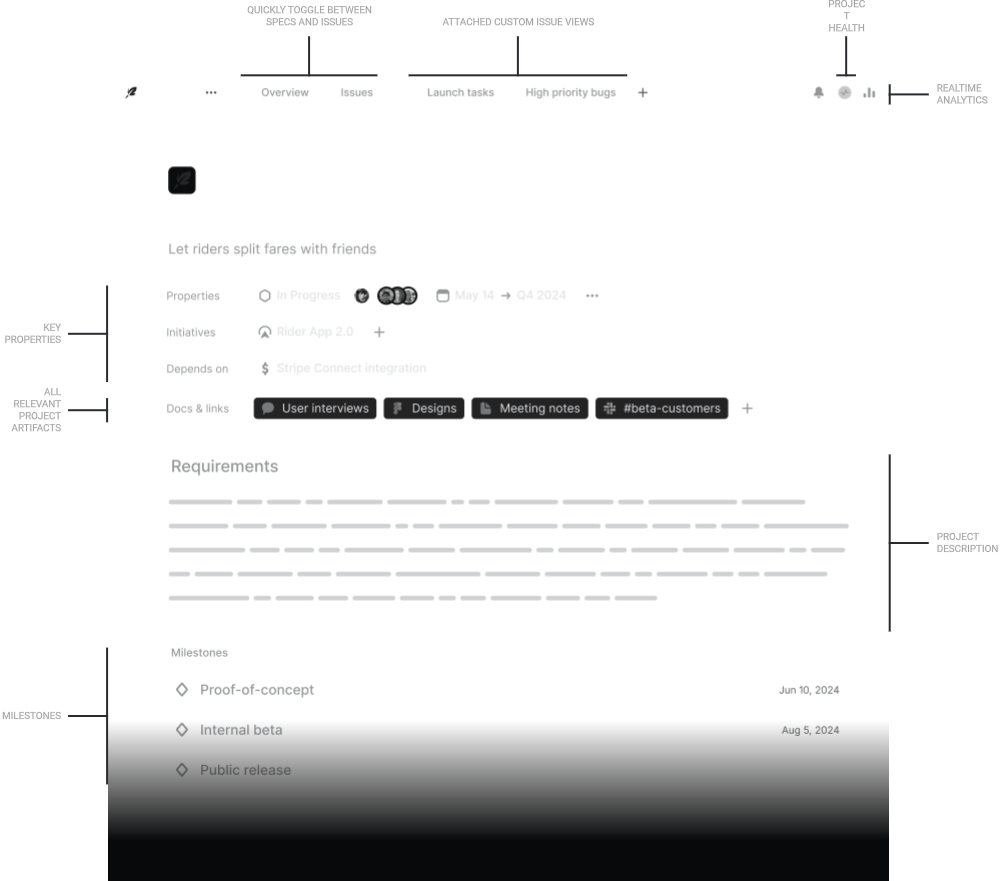 QUICKLY TOGGLE BETWEEN
SPECS AND ISSUES
ATTACHED CUSTOM ISSUE VIEWS
PROJEC
T
HEALTH
Overview
Issues
Launch tasks
High priority bugs
REALTIME
ANALYTICS
Let riders split fares with friends
KEY
PROPERTIES
Properties
In Progress
May 14 → Q4 2024
Initiatives
Rider App 2.0
Depends on
Stripe Connect integration
ALL
RELEVANT
PROJECT
ARTIFACTS
Docs & links
User interviews
Designs
Meeting notes
#beta-customers
Requirements
PROJECT
DESCRIPTION
Milestones
MILESTONES
Proof-of-concept
Jun 10, 2024
Internal beta
Aug 5, 2024
Public release